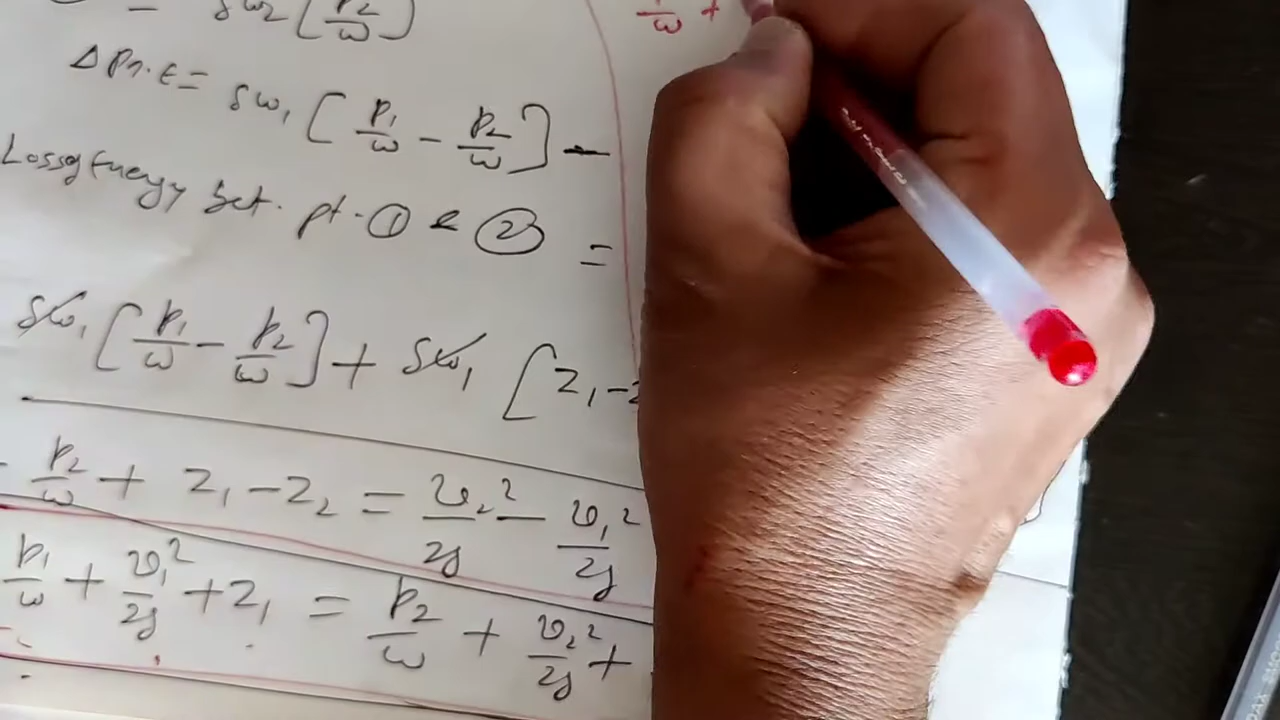 = δω₂ [p₂/ω]
Δ Pr.E = δω₁ [p₁/ω − p₂/ω] −
Loss of Energy bet. pt. ① & ② =
δω₁ [p₁/ω − p₂/ω] + δω₁ [z₁ −
− p₂/ω + z₁ − z₂ = v₂²/2g − v₁²/2g
p₁/ω + v₁²/2g + z₁ = p₂/ω + v₂²/2g +